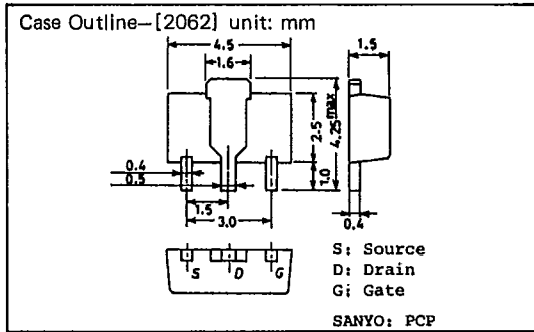 Case Outline—[2062] unit: mm
4.5
1.6
1.5
2.5
4.25max
1.0
0.4
0.5
1.5
3.0
0.4
S D G
S: Source
D: Drain
G: Gate
SANYO: PCP